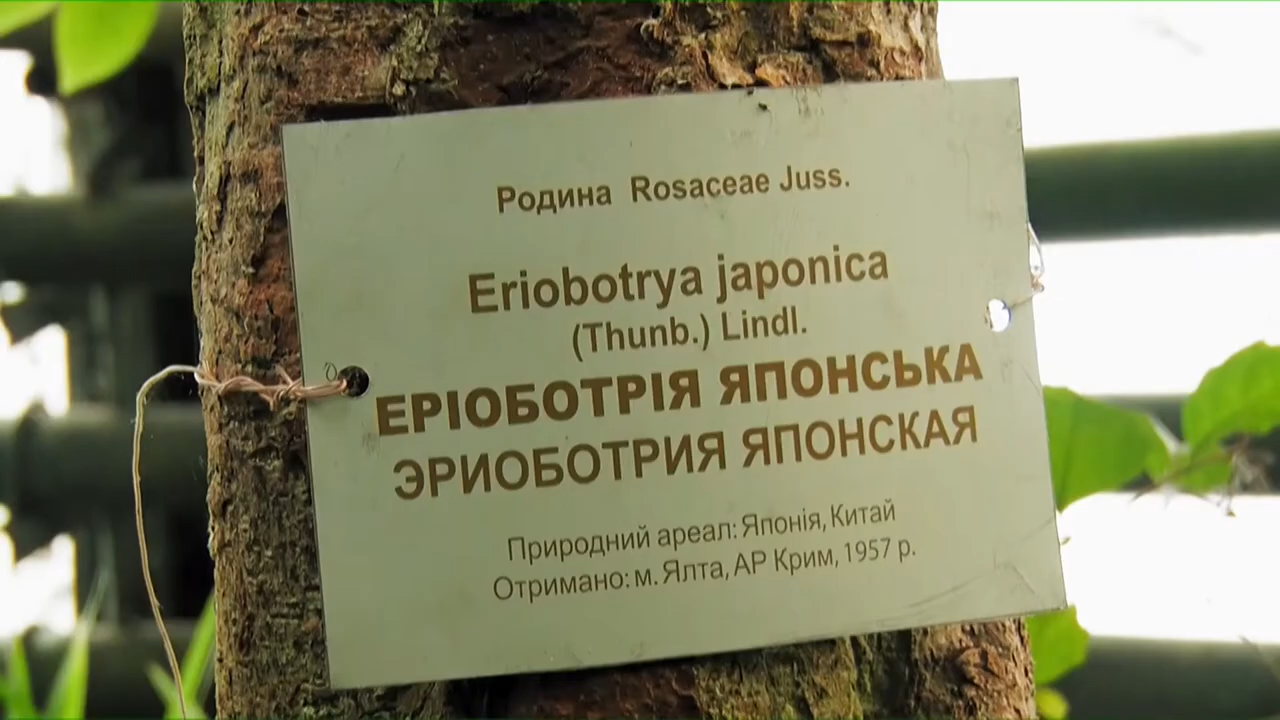 Родина Rosaceae Juss.
Eriobotrya japonica
(Thunb.) Lindl.
ЕРІОБОТРІЯ ЯПОНСЬКА
ЭРИОБОТРИЯ ЯПОНСКАЯ
Природний ареал: Японія, Китай
Отримано: м. Ялта, АР Крим, 1957 р.